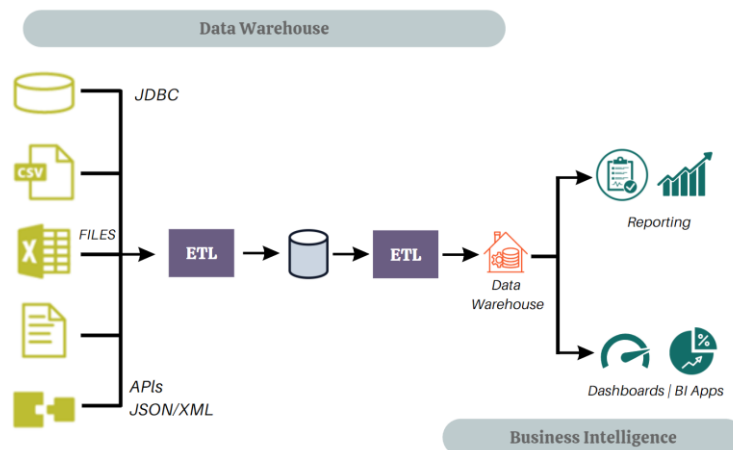 Data Warehouse
JDBC
CSV
X
FILES
ETL
ETL
Data
Warehouse
Reporting
%
Dashboards | BI Apps
APIs
JSON/XML
Business Intelligence